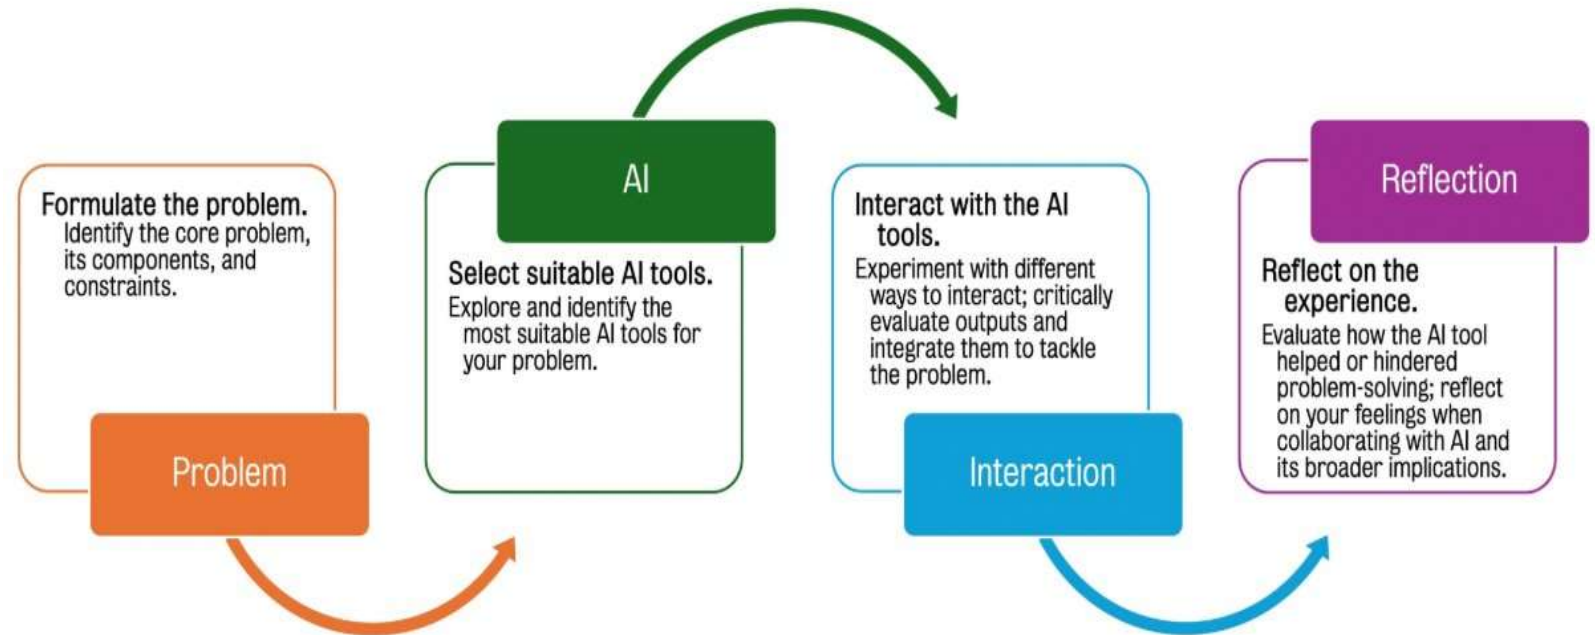 Formulate the problem.
Identify the core problem,
its components, and
constraints.
Problem
AI
Select suitable AI tools.
Explore and identify the
most suitable AI tools for
your problem.
Interact with the AI
tools.
Experiment with different
ways to interact; critically
evaluate outputs and
integrate them to tackle
the problem.
Interaction
Reflection
Reflect on the
experience.
Evaluate how the AI tool
helped or hindered
problem-solving; reflect
on your feelings when
collaborating with AI and
its broader implications.